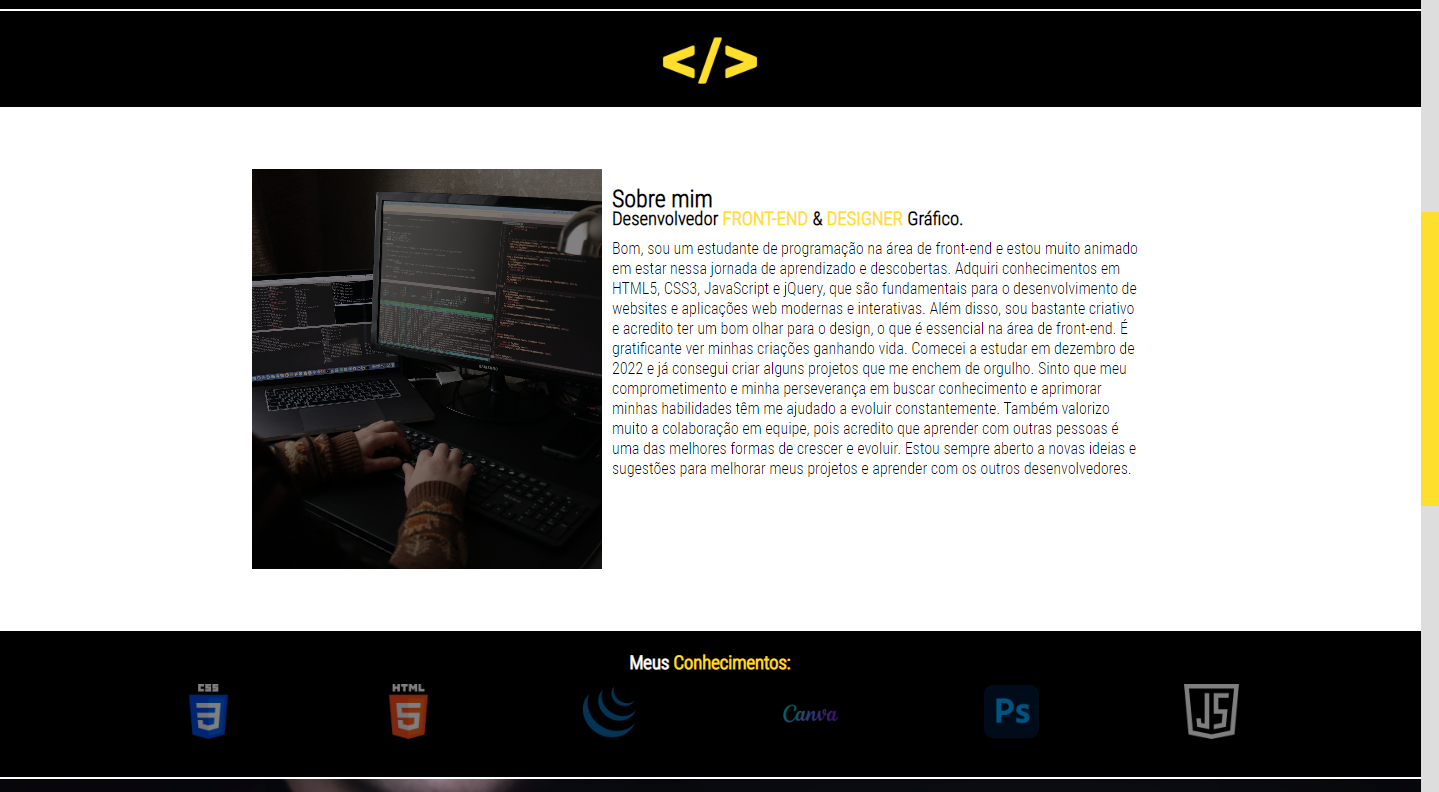 </>
Sobre mim
Desenvolvedor FRONT-END & DESIGNER Gráfico.
Bom, sou um estudante de programação na área de front-end e estou muito animado
em estar nessa jornada de aprendizado e descobertas. Adquiri conhecimentos em
HTML5, CSS3, JavaScript e jQuery, que são fundamentais para o desenvolvimento de
websites e aplicações web modernas e interativas. Além disso, sou bastante criativo
e acredito ter um bom olhar para o design, o que é essencial na área de front-end. É
gratificante ver minhas criações ganhando vida. Comecei a estudar em dezembro de
2022 e já consegui criar alguns projetos que me enchem de orgulho. Sinto que meu
comprometimento e minha perseverança em buscar conhecimento e aprimorar
minhas habilidades têm me ajudado a evoluir constantemente. Também valorizo
muito a colaboração em equipe, pois acredito que aprender com outras pessoas é
uma das melhores formas de crescer e evoluir. Estou sempre aberto a novas ideias e
sugestões para melhorar meus projetos e aprender com os outros desenvolvedores.
Meus Conhecimentos:
CSS 3
HTML 5
Canva
Ps
JS